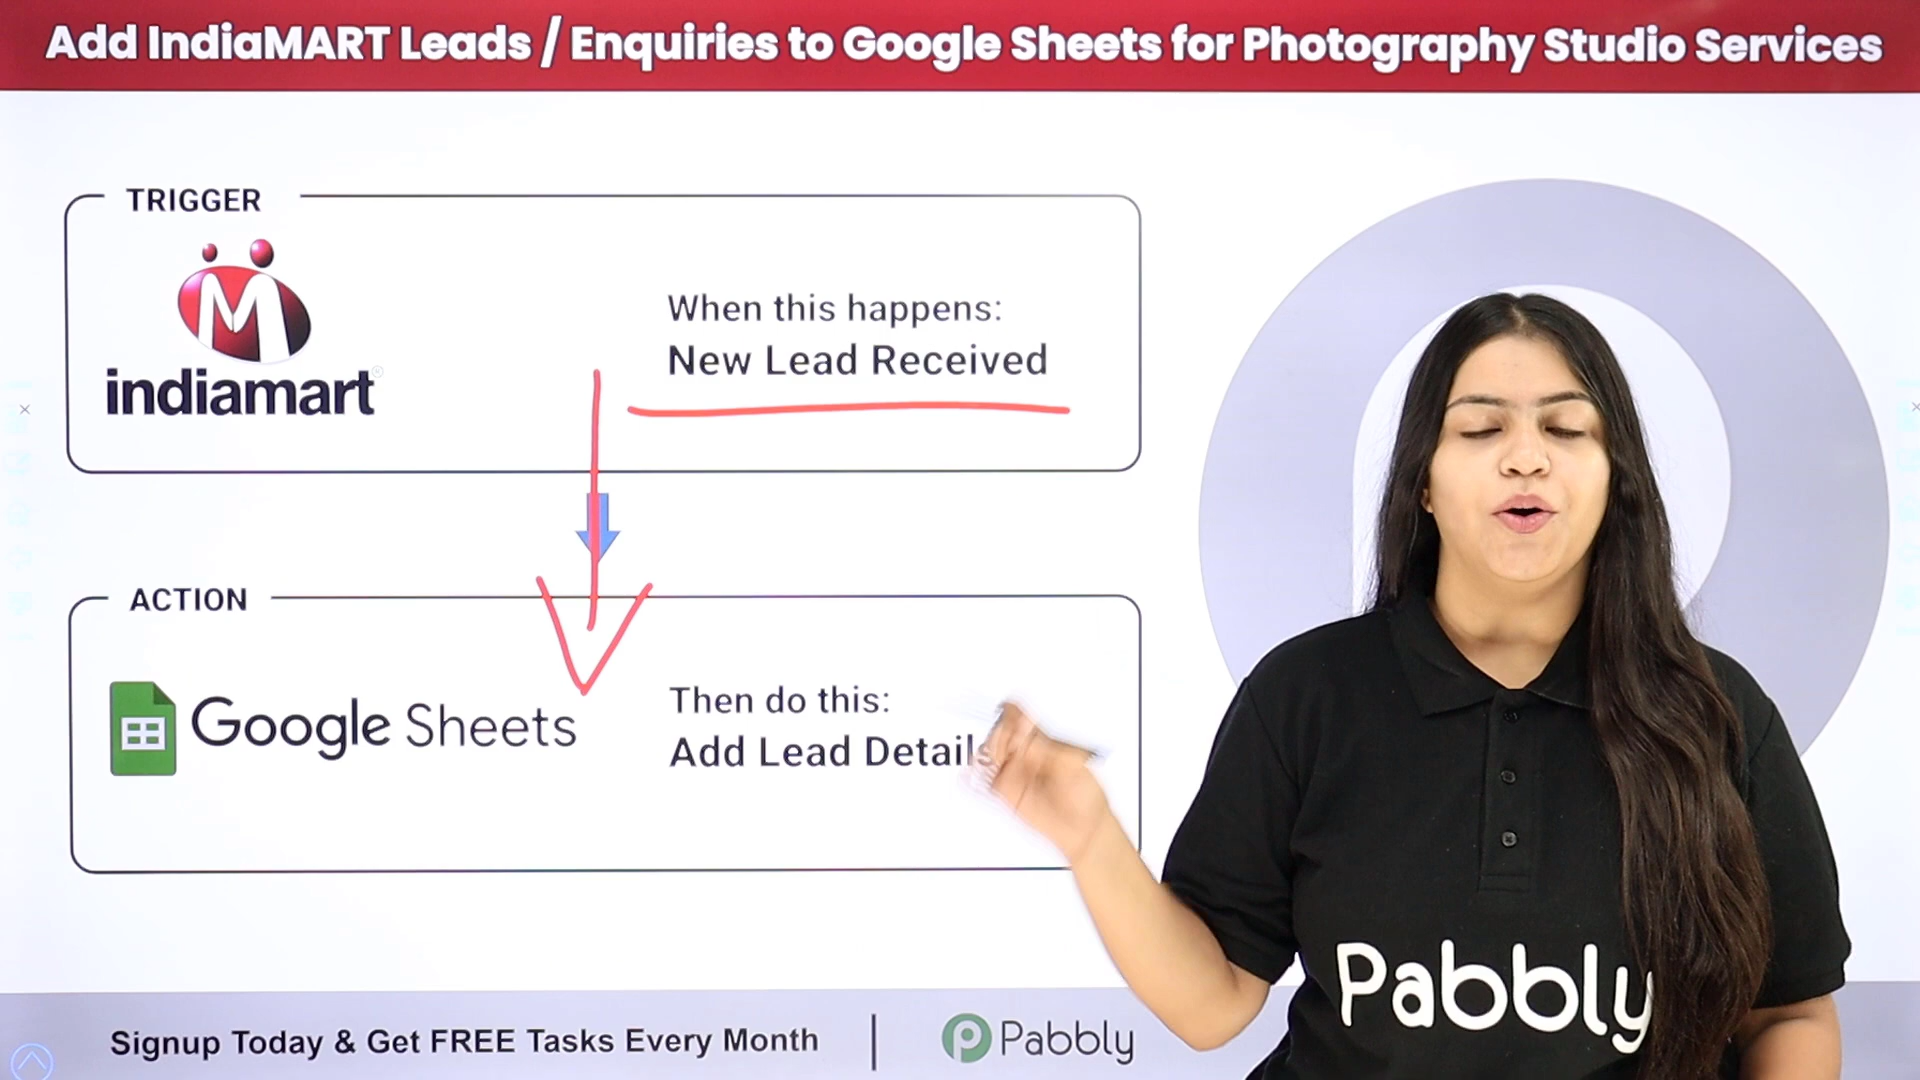 Add IndiaMART Leads / Enquiries to Google Sheets for Photography Studio Services
TRIGGER
indiamart
When this happens:
New Lead Received
ACTION
Google Sheets
Then do this:
Add Lead Details
Signup Today & Get FREE Tasks Every Month
Pabbly
Pabbly